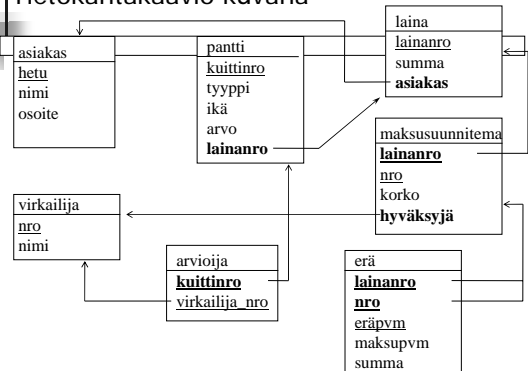 Tietokantakaavio kuvana
asiakas
hetu
nimi
osoite
pantti
kuittinro
tyyppi
ikä
arvo
lainanro
laina
lainanro
summa
asiakas
maksusuunnitema
lainanro
nro
korko
hyväksyjä
virkailija
nro
nimi
arvioija
kuittinro
virkailija_nro
erä
lainanro
nro
eräpvm
maksupvm
summa